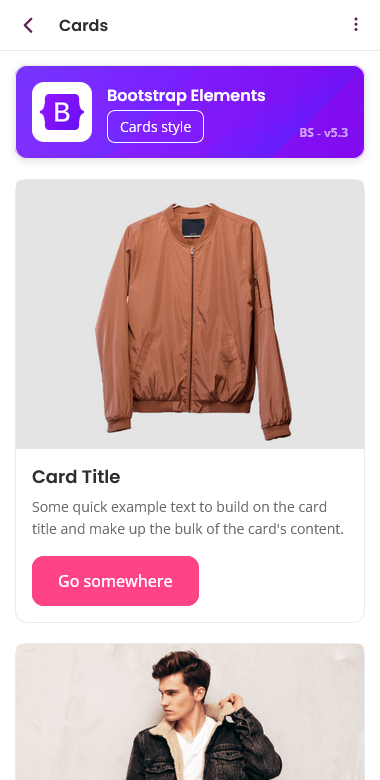 Cards
B
Bootstrap Elements
Cards style
BS - v5.3
Card Title
Some quick example text to build on the card
title and make up the bulk of the card's content.
Go somewhere